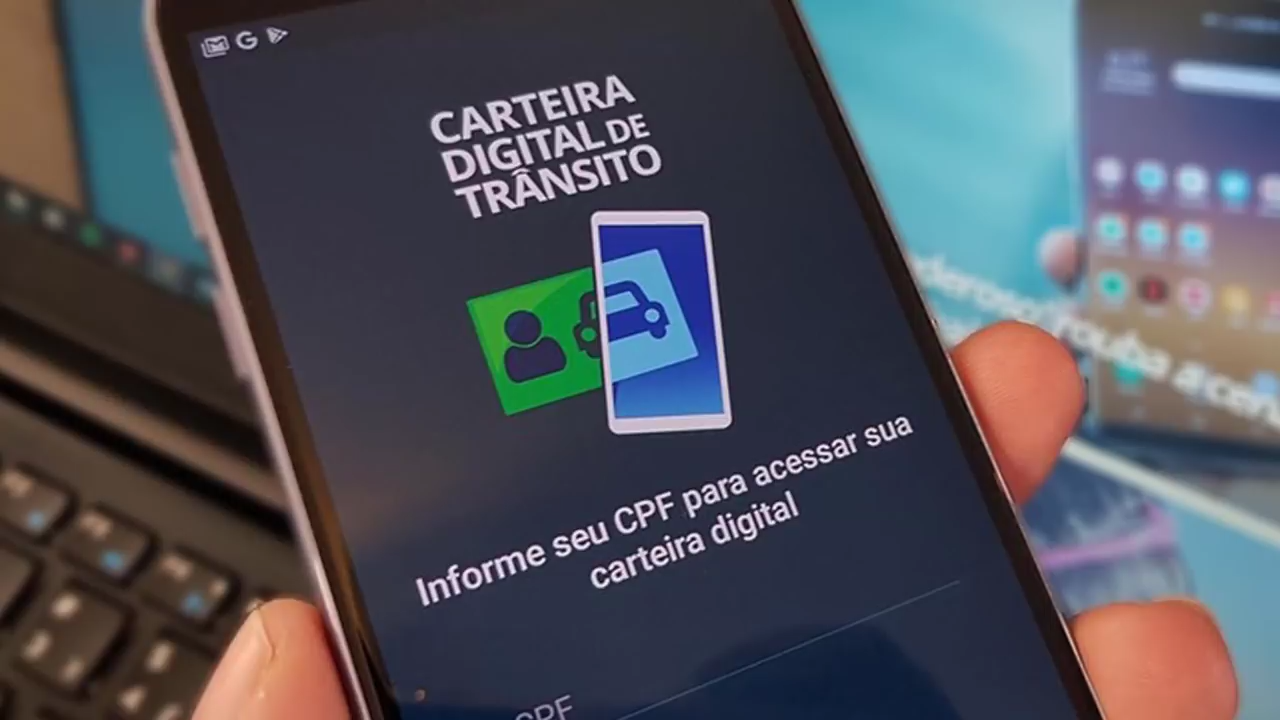 CARTEIRA
DIGITAL DE
TRÂNSITO
Informe seu CPF para acessar sua
carteira digital
CPF